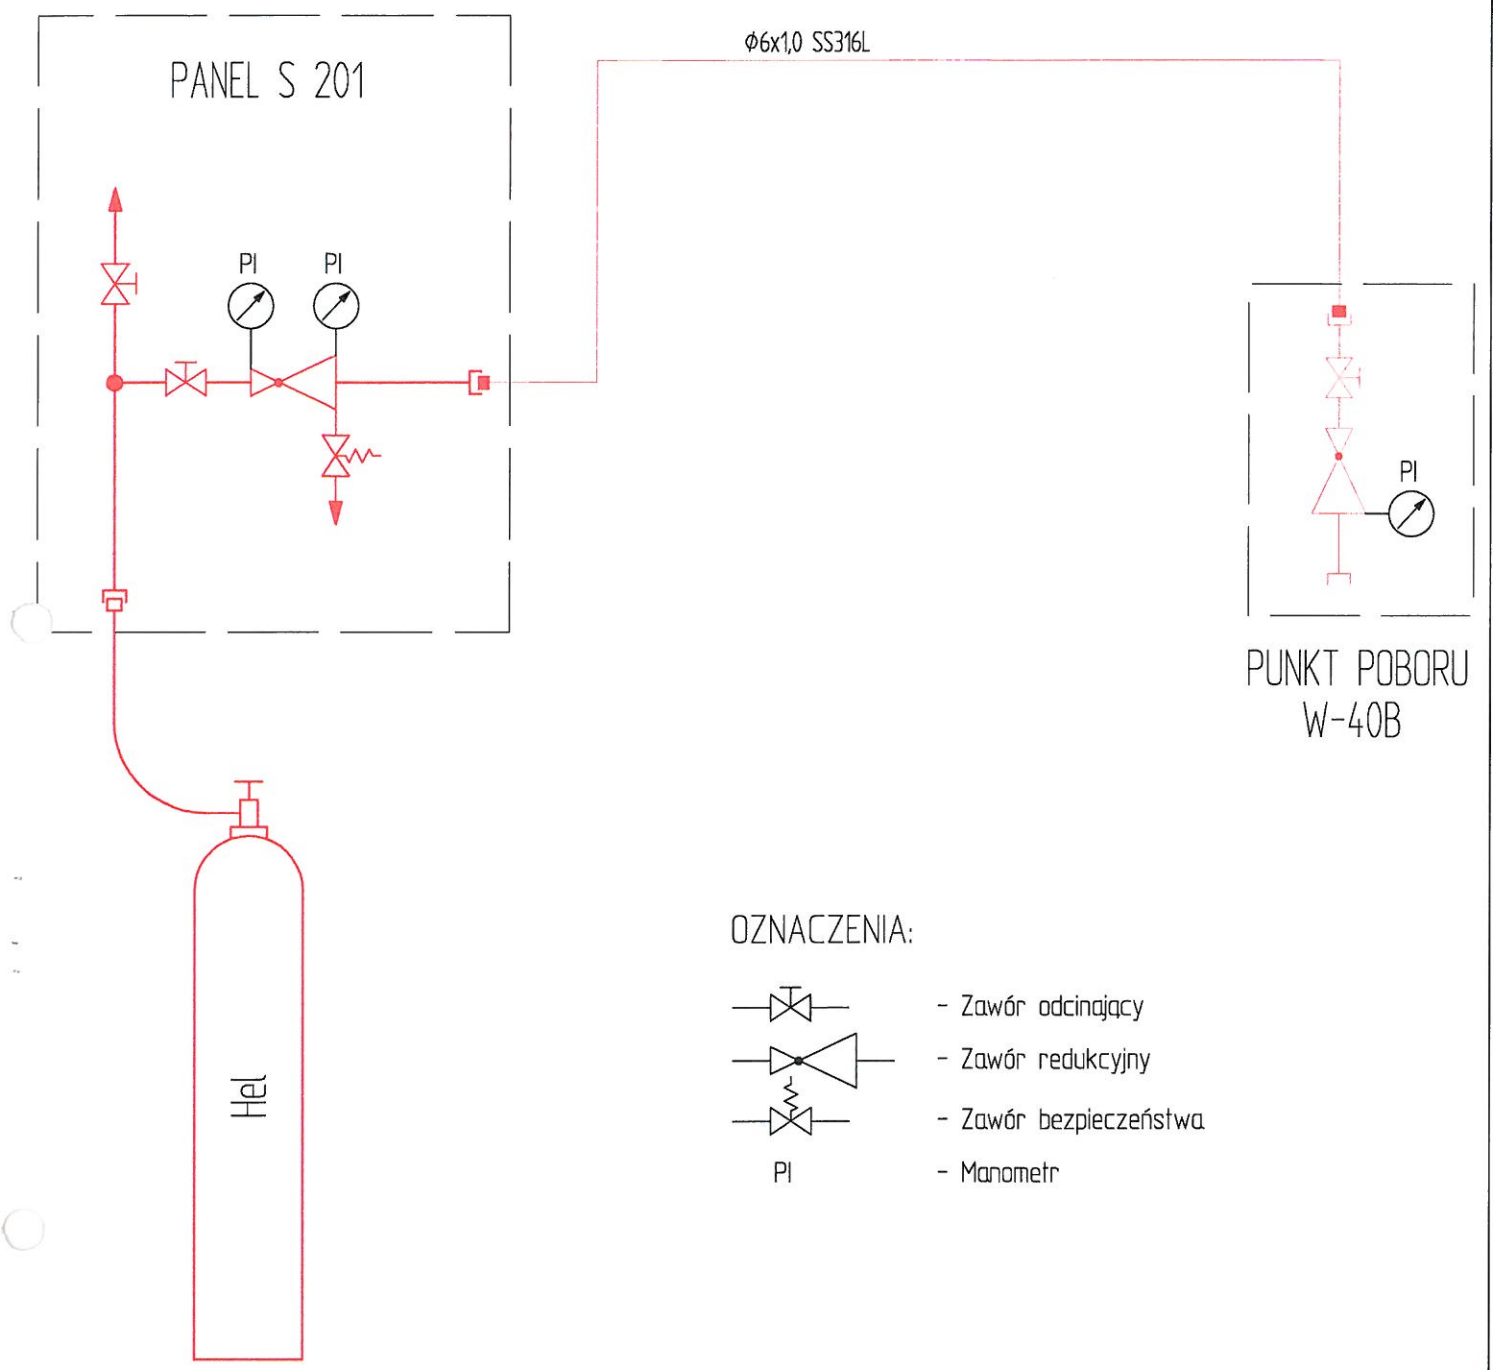 Φ6x1,0 SS316L
PANEL S 201
PI
PI
PI
PUNKT POBORU
W-40B
Hel
OZNACZENIA:
- Zawór odcinający
- Zawór redukcyjny
- Zawór bezpieczeństwa
PI - Manometr